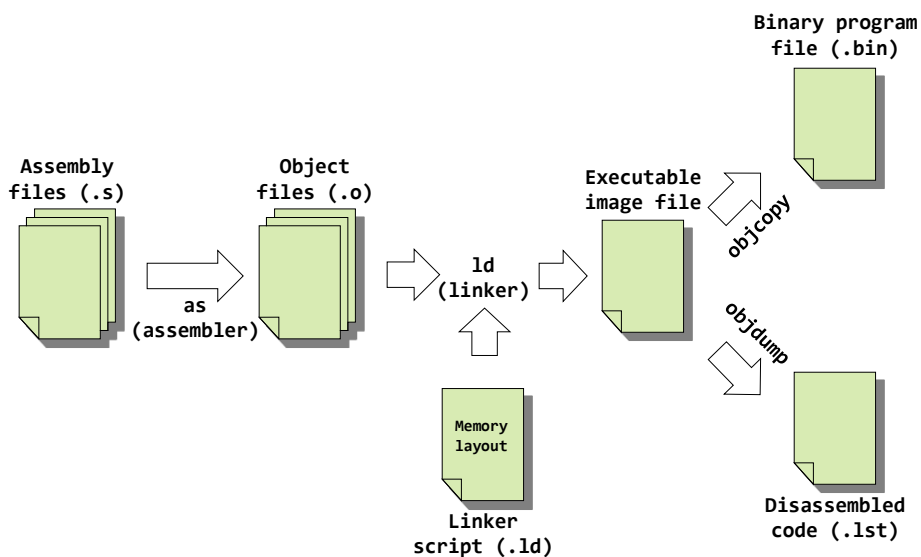 Binary program
file (.bin)
Assembly
files (.s)
Object
files (.o)
Executable
image file
objcopy
as
(assembler)
ld
(linker)
objdump
Memory
layout
Linker
script (.ld)
Disassembled
code (.lst)